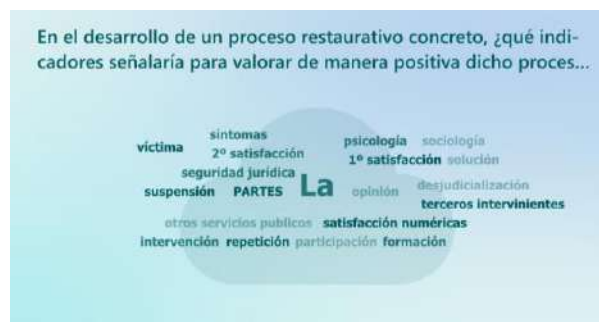 En el desarrollo de un proceso restaurativo concreto, ¿qué indi-
cadores señalaría para valorar de manera positiva dicho proces...
síntomas
víctima
psicología sociología
2º satisfacción
1º satisfacción solución
seguridad jurídica
suspensión PARTES La opinión desjudicialización
terceros intervinientes
otros servicios publicos satisfacción numéricas
intervención repetición participación formación